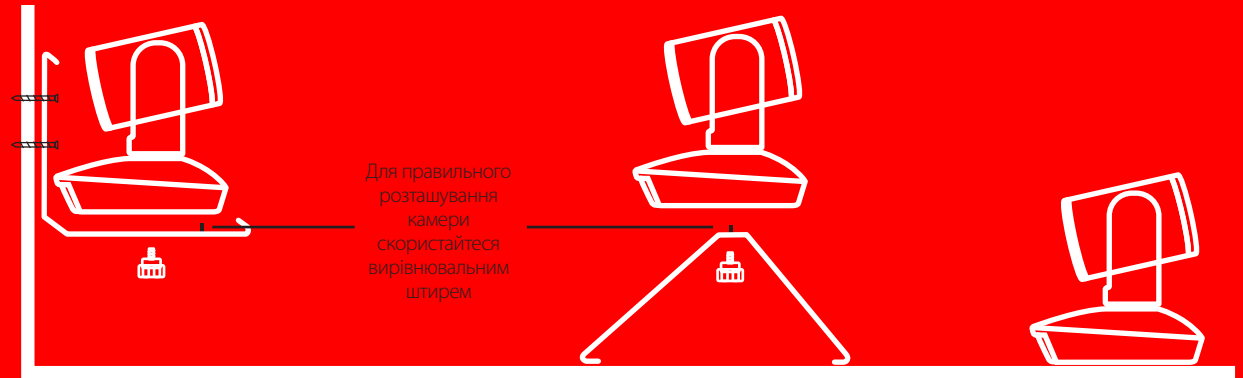 Для правильного
розташування
камери
скористайтеся
вирівнювальним
штирем